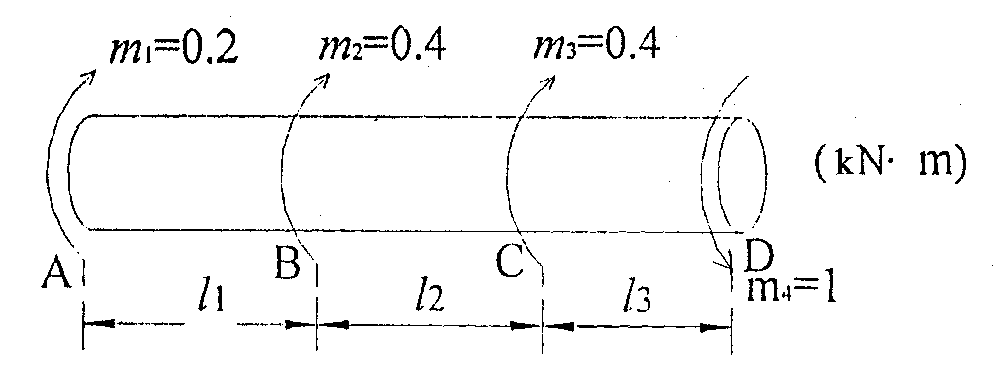 m1=0.2 m2=0.4 m3=0.4
(kN· m)
A B C D
m4=1
l1 l2 l3